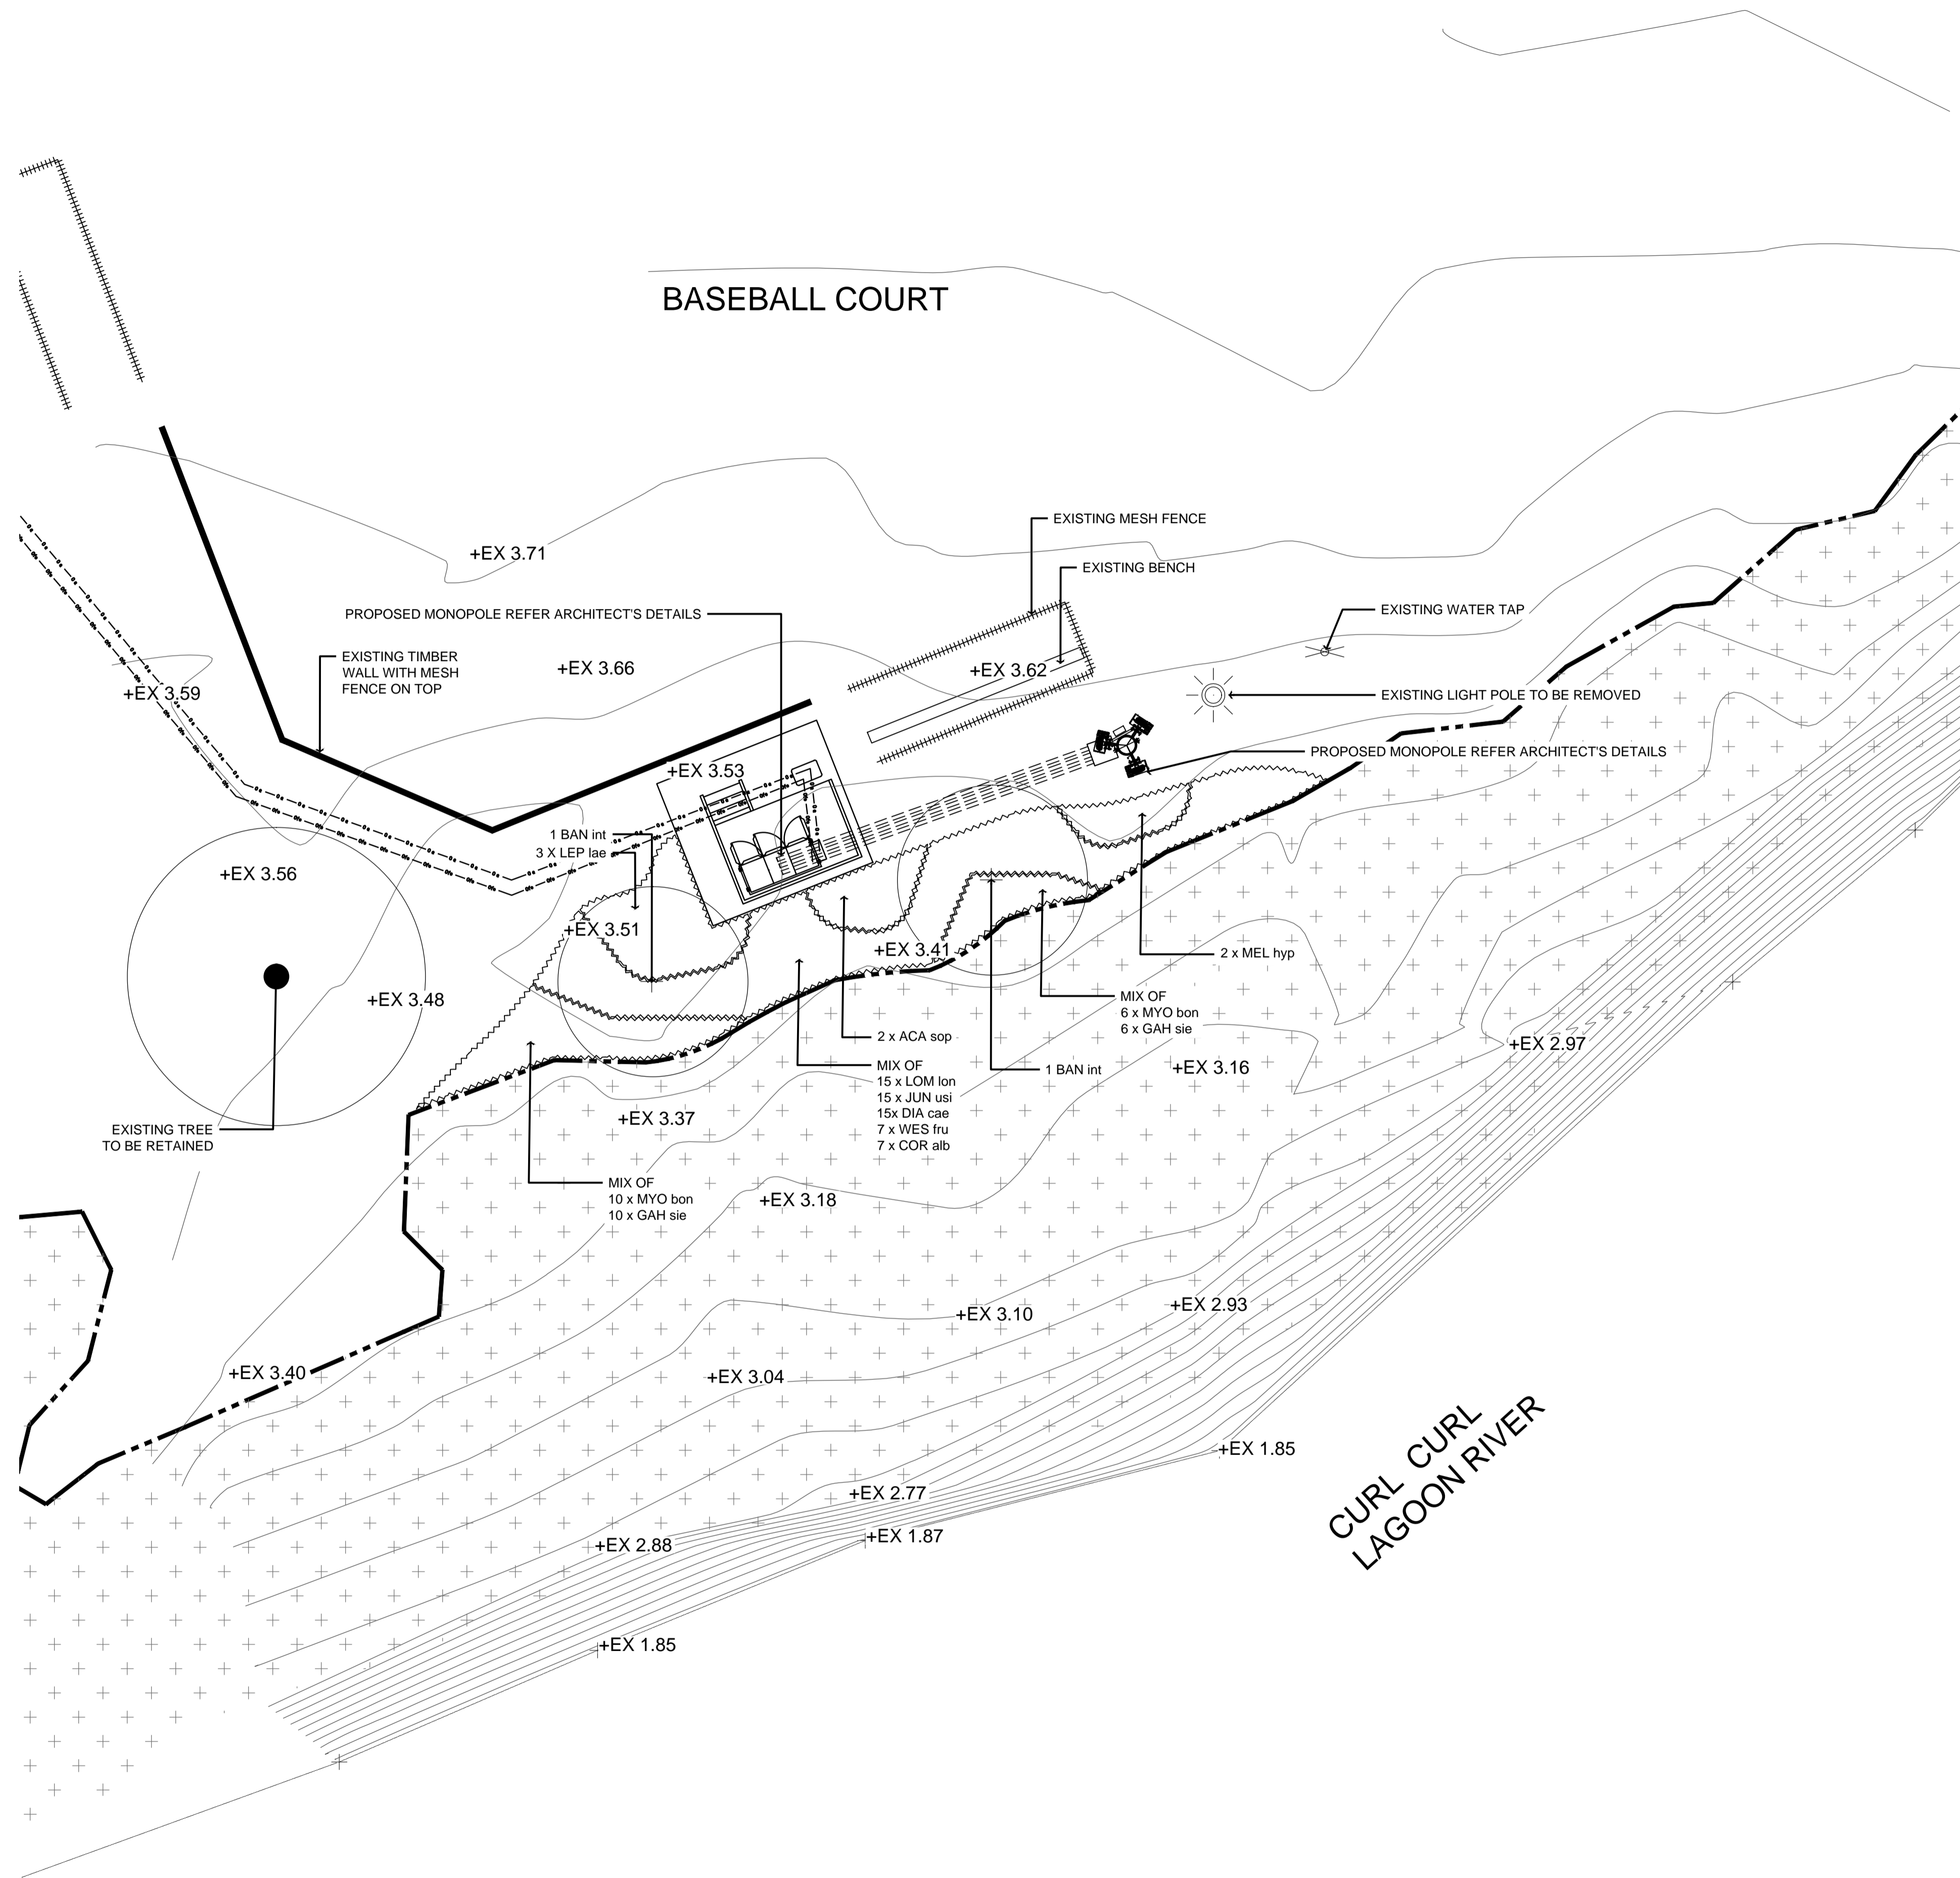 BASEBALL COURT
EXISTING MESH FENCE
+EX 3.71
EXISTING BENCH
PROPOSED MONOPOLE REFER ARCHITECT'S DETAILS
EXISTING WATER TAP
EXISTING TIMBER
WALL WITH MESH
FENCE ON TOP
+EX 3.66
+EX 3.62
+EX 3.59
EXISTING LIGHT POLE TO BE REMOVED
PROPOSED MONOPOLE REFER ARCHITECT'S DETAILS
+EX 3.53
1 BAN int
3 X LEP lae
+EX 3.56
+EX 3.51
+EX 3.41
2 x MEL hyp
+EX 3.48
MIX OF
6 x MYO bon
6 x GAH sie
2 x ACA sop
+EX 2.97
MIX OF
15 x LOM lon
15 x JUN usi
15x DIA cae
7 x WES fru
7 x COR alb
1 BAN int
+EX 3.16
+EX 3.37
EXISTING TREE
TO BE RETAINED
MIX OF
10 x MYO bon
10 x GAH sie
+EX 3.18
+EX 2.93
+EX 3.10
+EX 3.40
+EX 3.04
CURL CURL
LAGOON RIVER
+EX 1.85
+EX 2.77
+EX 1.87
+EX 2.88
+EX 1.85